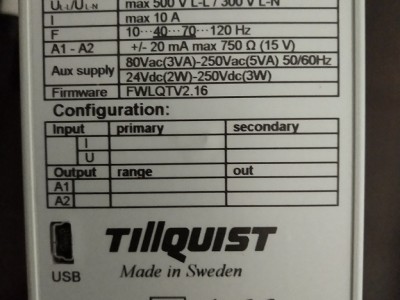 UL-L/UL-N max 500 V L-L / 300 V L-N
I max 10 A
F 10···40···70···120 Hz
A1 - A2 +/- 20 mA max 750 Ω (15 V)
Aux supply 80Vac(3VA)-250Vac(5VA) 50/60Hz
24Vdc(2W)-250Vdc(3W)
Firmware FWLQTV2.16
Configuration:
Input primary secondary
I
U
Output range out
A1
A2
TillQUIST
USB Made in Sweden